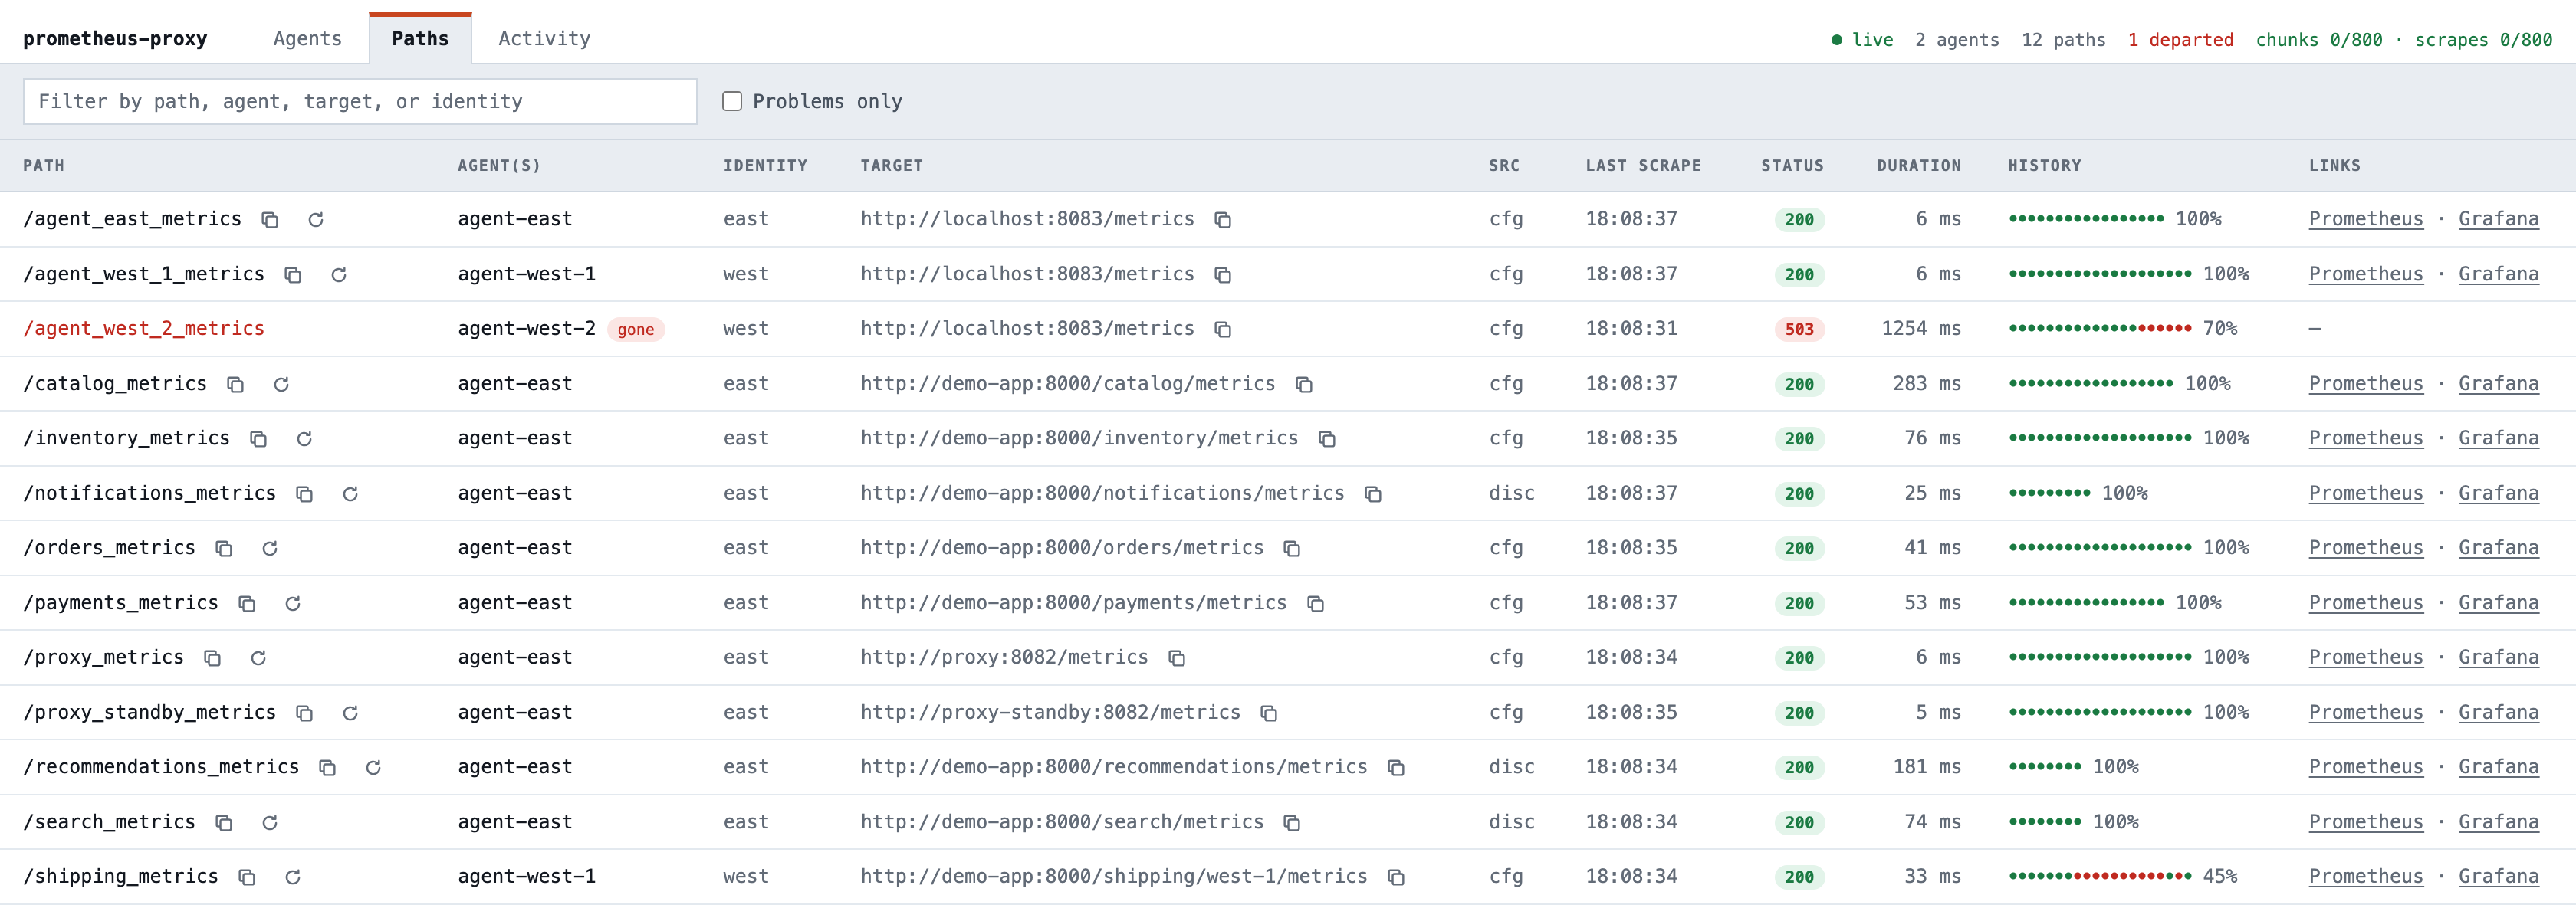 prometheus-proxy Agents Paths Activity live 2 agents 12 paths 1 departed chunks 0/800 · scrapes 0/800
Filter by path, agent, target, or identity Problems only
PATH AGENT(S) IDENTITY TARGET SRC LAST SCRAPE STATUS DURATION HISTORY LINKS
/agent_east_metrics agent-east east http://localhost:8083/metrics cfg 18:08:37 200 6 ms 100% Prometheus · Grafana
/agent_west_1_metrics agent-west-1 west http://localhost:8083/metrics cfg 18:08:37 200 6 ms 100% Prometheus · Grafana
/agent_west_2_metrics agent-west-2 gone west http://localhost:8083/metrics cfg 18:08:31 503 1254 ms 70% —
/catalog_metrics agent-east east http://demo-app:8000/catalog/metrics cfg 18:08:37 200 283 ms 100% Prometheus · Grafana
/inventory_metrics agent-east east http://demo-app:8000/inventory/metrics cfg 18:08:35 200 76 ms 100% Prometheus · Grafana
/notifications_metrics agent-east east http://demo-app:8000/notifications/metrics disc 18:08:37 200 25 ms 100% Prometheus · Grafana
/orders_metrics agent-east east http://demo-app:8000/orders/metrics cfg 18:08:35 200 41 ms 100% Prometheus · Grafana
/payments_metrics agent-east east http://demo-app:8000/payments/metrics cfg 18:08:37 200 53 ms 100% Prometheus · Grafana
/proxy_metrics agent-east east http://proxy:8082/metrics cfg 18:08:34 200 6 ms 100% Prometheus · Grafana
/proxy_standby_metrics agent-east east http://proxy-standby:8082/metrics cfg 18:08:35 200 5 ms 100% Prometheus · Grafana
/recommendations_metrics agent-east east http://demo-app:8000/recommendations/metrics disc 18:08:34 200 181 ms 100% Prometheus · Grafana
/search_metrics agent-east east http://demo-app:8000/search/metrics disc 18:08:34 200 74 ms 100% Prometheus · Grafana
/shipping_metrics agent-west-1 west http://demo-app:8000/shipping/west-1/metrics cfg 18:08:34 200 33 ms 45% Prometheus · Grafana